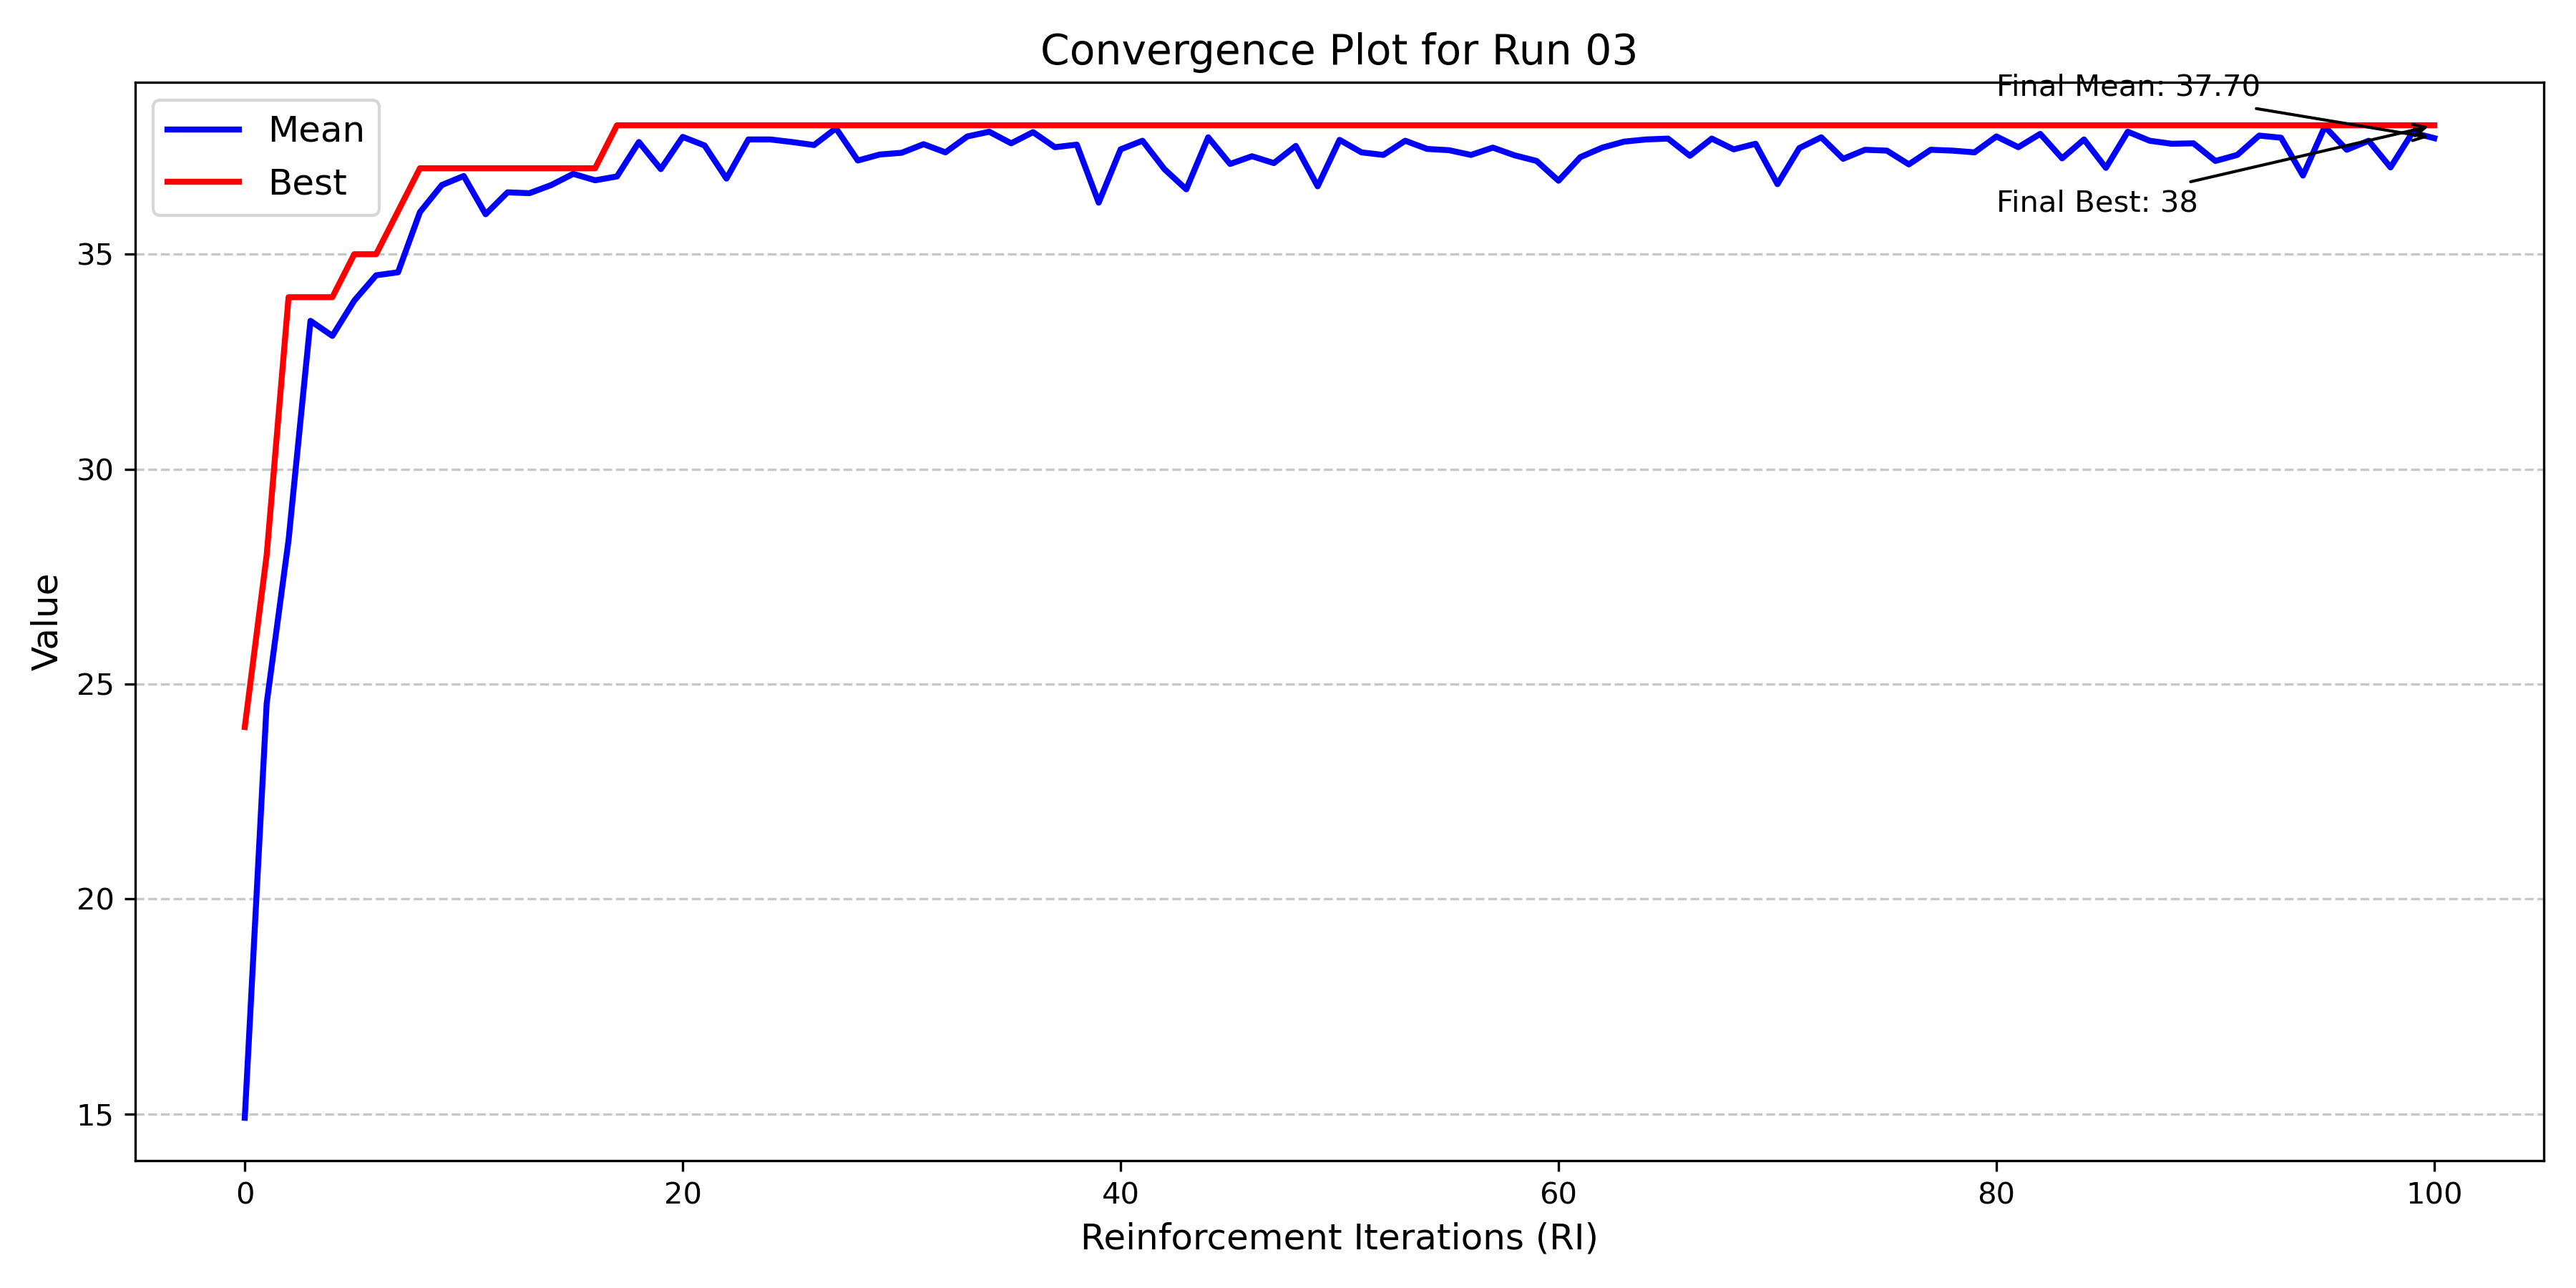 Convergence Plot for Run 03
Final Mean: 37.70
Mean
Best
Final Best: 38
35
30
25
20
15
Value
0 20 40 60 80 100
Reinforcement Iterations (RI)